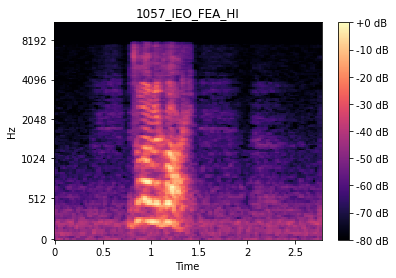 1057_IEO_FEA_HI
+0 dB
8192
-10 dB
4096
-20 dB
-30 dB
2048
Hz
-40 dB
1024
-50 dB
512
-60 dB
-70 dB
0
-80 dB
0 0.5 1 1.5 2 2.5
Time